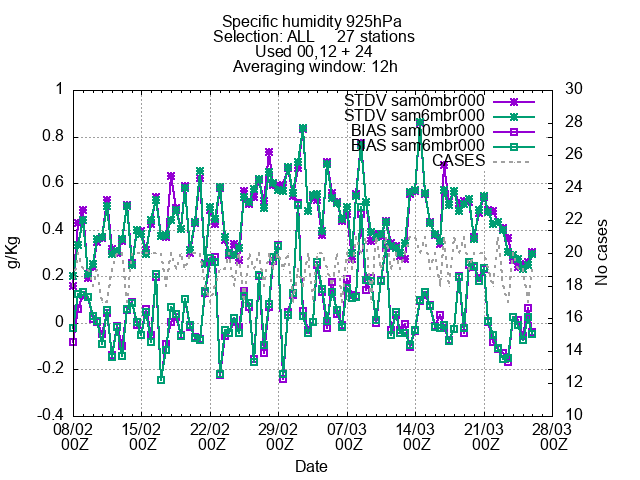 Specific humidity 925hPa
Selection: ALL 27 stations
Used 00,12 + 24
Averaging window: 12h
STDV sam0mbr000
STDV sam6mbr000
BIAS sam0mbr000
BIAS sam6mbr000
CASES
g/Kg
1
0.8
0.6
0.4
0.2
0
-0.2
-0.4
No cases
30
28
26
24
22
20
18
16
14
12
10
08/02 15/02 22/02 29/02 07/03 14/03 21/03 28/03
00Z 00Z 00Z 00Z 00Z 00Z 00Z 00Z
Date